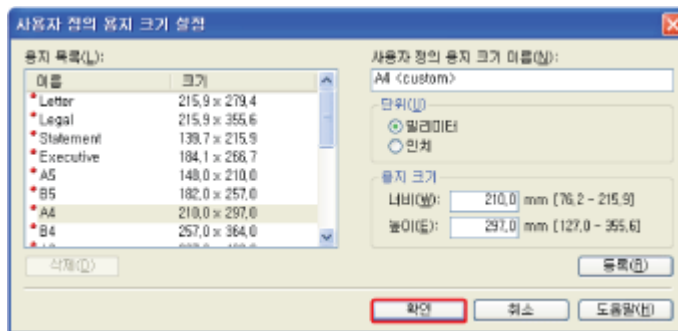 사용자 정의 용지 크기 설정
용지 목록(L):
이름 크기
*Letter 215,9 x 279,4
*Legal 215,9 x 355,6
*Statement 139,7 x 215,9
*Executive 184,1 x 266,7
*A5 148,0 x 210,0
*B5 182,0 x 257,0
*A4 210,0 x 297,0
*B4 257,0 x 364,0
삭제(D)
사용자 정의 용지 크기 이름(N):
A4 <custom>
단위(U)
밀리미터
인치
용지 크기
너비(W): 210,0 mm [76,2 - 215,9]
높이(E): 297,0 mm [127,0 - 355,6]
등록(R)
확인 취소 도움말(H)